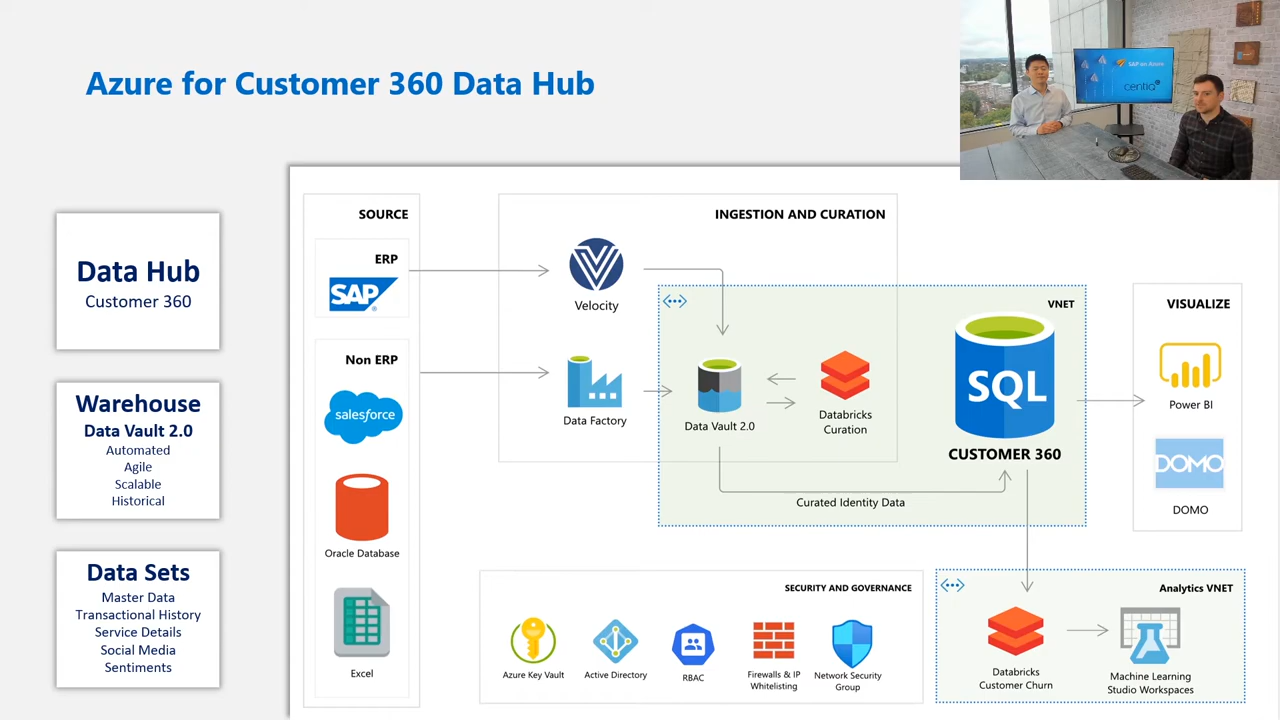 Azure for Customer 360 Data Hub
SAP on Azure
centiq
Data Hub
Customer 360
Warehouse
Data Vault 2.0
Automated
Agile
Scalable
Historical
Data Sets
Master Data
Transactional History
Service Details
Social Media
Sentiments
SOURCE
ERP
SAP
Non ERP
salesforce
Oracle Database
Excel
INGESTION AND CURATION
Velocity
Data Factory
Data Vault 2.0
Databricks
Curation
Curated Identity Data
VNET
SQL
CUSTOMER 360
VISUALIZE
Power BI
DOMO
DOMO
SECURITY AND GOVERNANCE
Azure Key Vault
Active Directory
RBAC
Firewalls & IP
Whitelisting
Network Security
Group
Analytics VNET
Databricks
Customer Churn
Machine Learning
Studio Workspaces